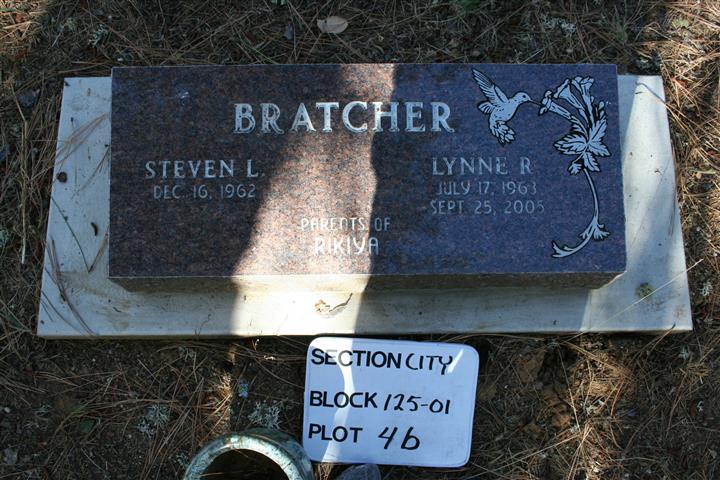 BRATCHER
STEVEN L.
DEC. 16, 1962
LYNNE R
JULY 17, 1963
SEPT. 25, 2005
PARENTS OF
RIKIYA
SECTION CITY
BLOCK 125-01
PLOT 46